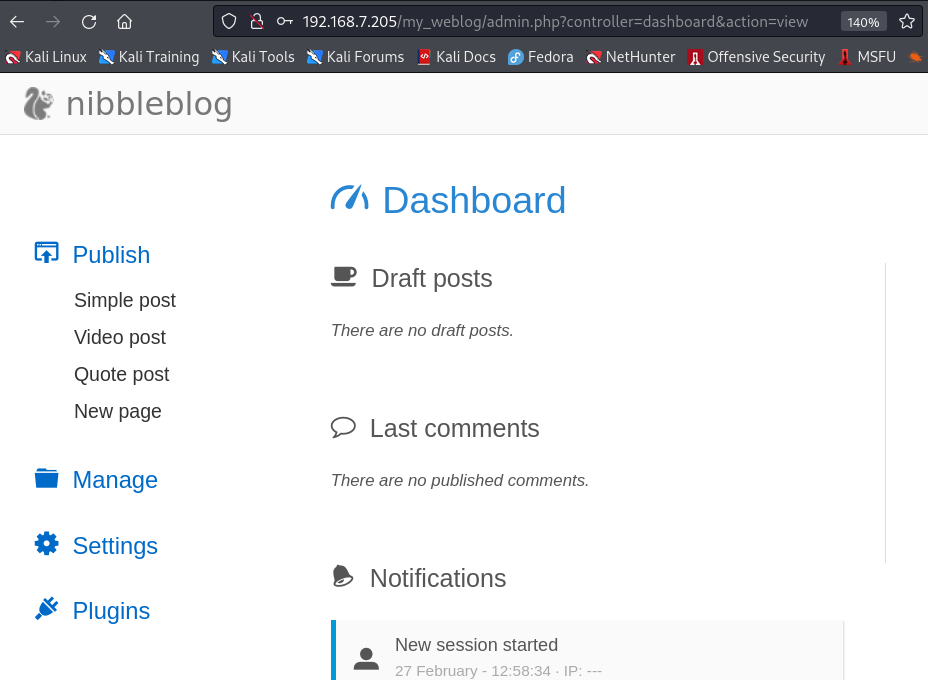 192.168.7.205/my_weblog/admin.php?controller=dashboard&action=view 140%
Kali Linux Kali Training Kali Tools Kali Forums Kali Docs Fedora NetHunter Offensive Security MSFU
nibbleblog
Dashboard
Publish
Simple post
Video post
Quote post
New page
Manage
Settings
Plugins
Draft posts
There are no draft posts.
Last comments
There are no published comments.
Notifications
New session started
27 February - 12:58:34 · IP: ---